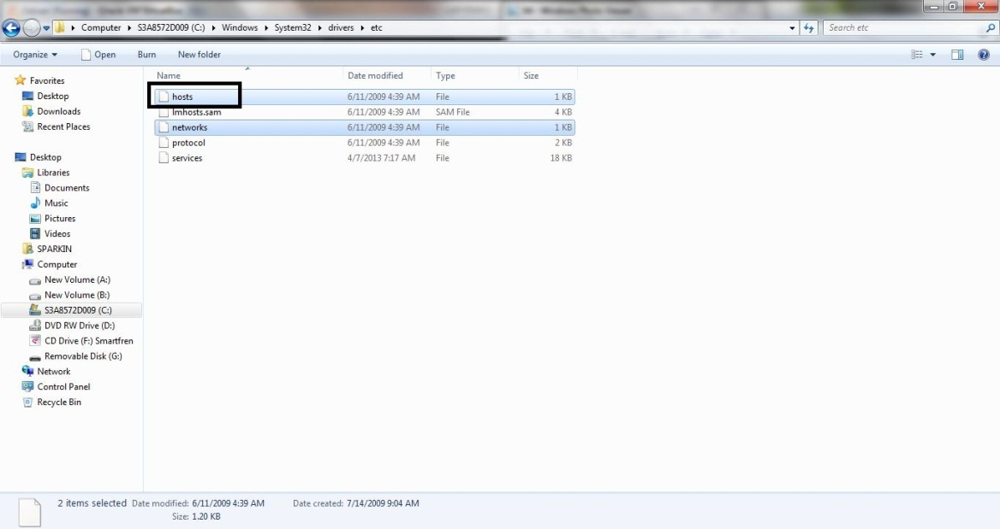 Computer S3A8572D009 (C:) Windows System32 drivers etc
Search etc
Organize Open Burn New folder
Name Date modified Type Size
hosts 6/11/2009 4:39 AM File 1 KB
lmhosts.sam 6/11/2009 4:39 AM SAM File 4 KB
networks 6/11/2009 4:39 AM File 1 KB
protocol 6/11/2009 4:39 AM File 2 KB
services 4/7/2013 7:17 AM File 18 KB
Favorites
Desktop
Downloads
Recent Places
Desktop
Libraries
Documents
Music
Pictures
Videos
SPARKIN
Computer
New Volume (A:)
New Volume (B:)
S3A8572D009 (C:)
DVD RW Drive (D:)
CD Drive (F:) Smartfren
Removable Disk (G:)
Network
Control Panel
Recycle Bin
2 items selected Date modified: 6/11/2009 4:39 AM Date created: 7/14/2009 9:04 AM
Size: 1.20 KB